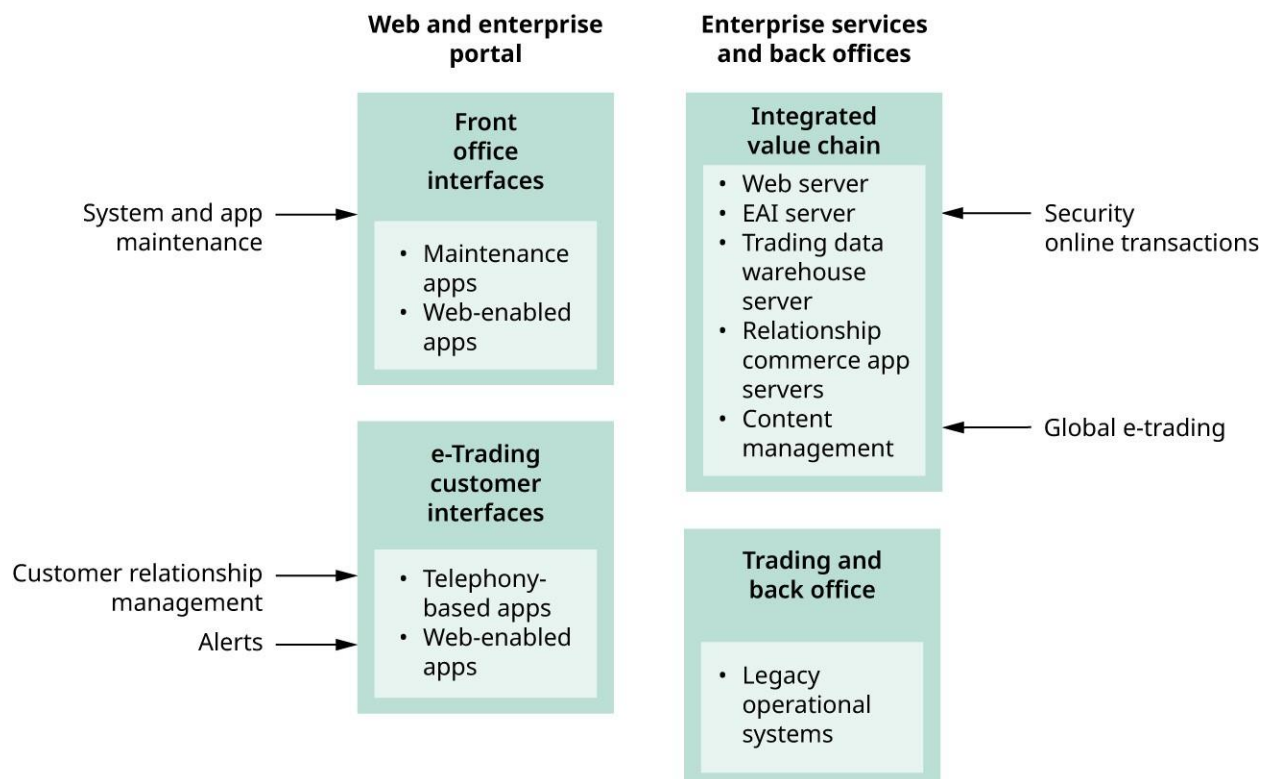 Web and enterprise
portal
Enterprise services
and back offices
Front
office
interfaces
• Maintenance
apps
• Web-enabled
apps
System and app
maintenance
e-Trading
customer
interfaces
• Telephony-
based apps
• Web-enabled
apps
Customer relationship
management
Alerts
Integrated
value chain
• Web server
• EAI server
• Trading data
warehouse
server
• Relationship
commerce app
servers
• Content
management
Security
online transactions
Global e-trading
Trading and
back office
• Legacy
operational
systems